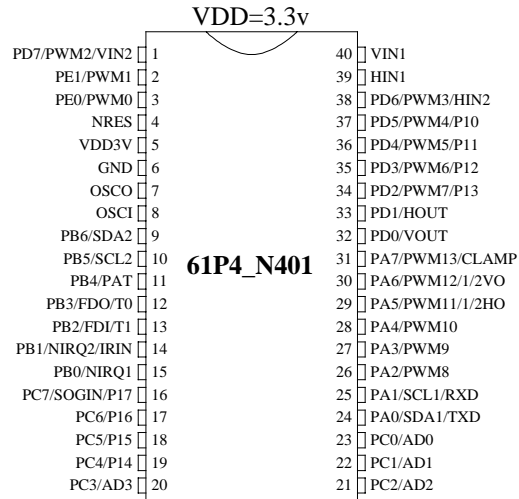 VDD=3.3v
PD7/PWM2/VIN2 1 40 VIN1
PE1/PWM1 2 39 HIN1
PE0/PWM0 3 38 PD6/PWM3/HIN2
NRES 4 37 PD5/PWM4/P10
VDD3V 5 36 PD4/PWM5/P11
GND 6 35 PD3/PWM6/P12
OSCO 7 34 PD2/PWM7/P13
OSCI 8 33 PD1/HOUT
PB6/SDA2 9 32 PD0/VOUT
PB5/SCL2 10 61P4_N401 31 PA7/PWM13/CLAMP
PB4/PAT 11 30 PA6/PWM12/1/2VO
PB3/FDO/T0 12 29 PA5/PWM11/1/2HO
PB2/FDI/T1 13 28 PA4/PWM10
PB1/NIRQ2/IRIN 14 27 PA3/PWM9
PB0/NIRQ1 15 26 PA2/PWM8
PC7/SOGIN/P17 16 25 PA1/SCL1/RXD
PC6/P16 17 24 PA0/SDA1/TXD
PC5/P15 18 23 PC0/AD0
PC4/P14 19 22 PC1/AD1
PC3/AD3 20 21 PC2/AD2